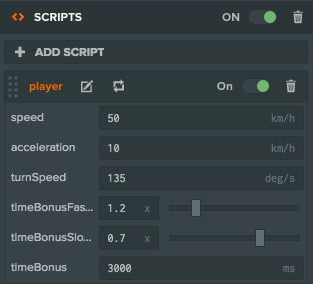 SCRIPTS ON
ADD SCRIPT
player On
speed 50 km/h
acceleration 10 km/h
turnSpeed 135 deg/s
timeBonusFas... 1.2 x
timeBonusSlo... 0.7 x
timeBonus 3000 ms